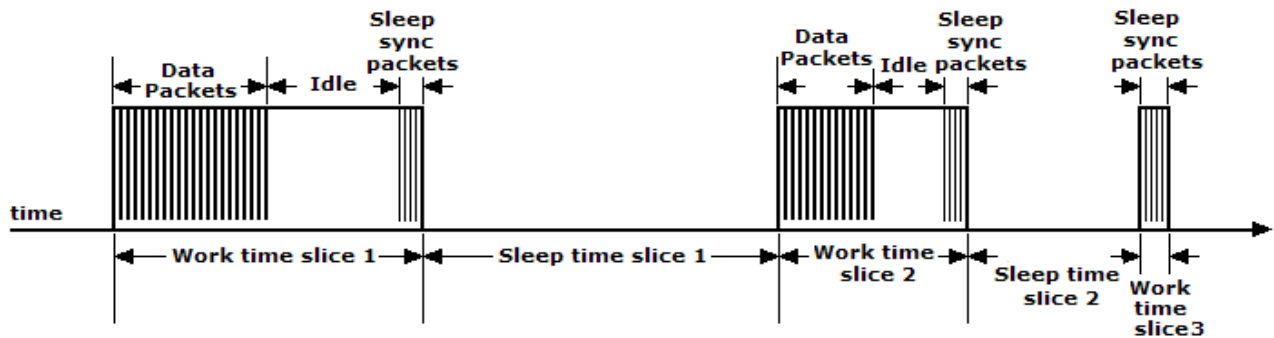 Sleep
sync
packets
Data
Packets
Idle
Data
Packets
Idle
Sleep
sync
packets
Sleep
sync
packets
time
Work time slice 1
Sleep time slice 1
Work time
slice 2
Sleep time
slice 2
Work
time
slice3